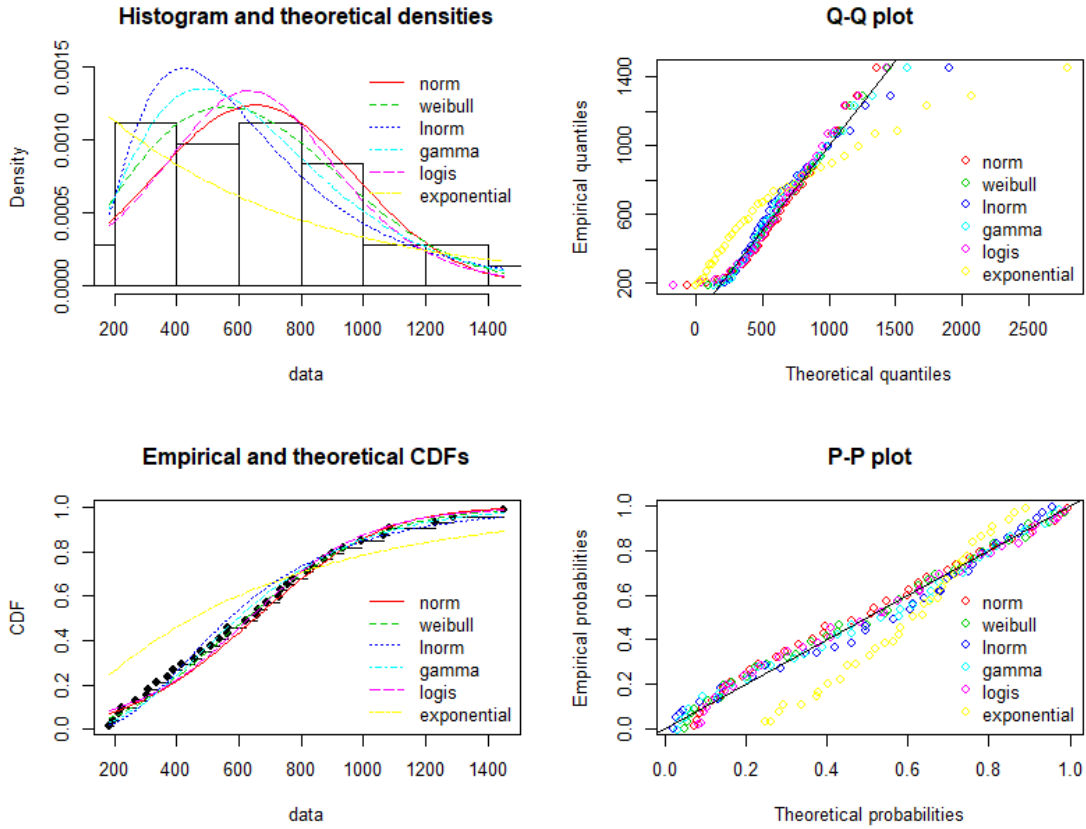 Histogram and theoretical densities
Density
0.0000 0.0005 0.0010 0.0015
norm
weibull
lnorm
gamma
logis
exponential
200 400 600 800 1000 1200 1400
data
Q-Q plot
Empirical quantiles
200 600 1000 1400
norm
weibull
lnorm
gamma
logis
exponential
0 500 1000 1500 2000 2500
Theoretical quantiles
Empirical and theoretical CDFs
CDF
0.0 0.2 0.4 0.6 0.8 1.0
norm
weibull
lnorm
gamma
logis
exponential
200 400 600 800 1000 1200 1400
data
P-P plot
Empirical probabilities
0.0 0.2 0.4 0.6 0.8 1.0
norm
weibull
lnorm
gamma
logis
exponential
0.0 0.2 0.4 0.6 0.8 1.0
Theoretical probabilities